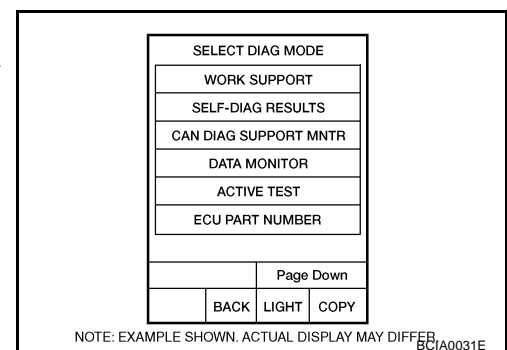 SELECT DIAG MODE
WORK SUPPORT
SELF-DIAG RESULTS
CAN DIAG SUPPORT MNTR
DATA MONITOR
ACTIVE TEST
ECU PART NUMBER
Page Down
BACK LIGHT COPY
NOTE: EXAMPLE SHOWN. ACTUAL DISPLAY MAY DIFFER
BCIA0031E